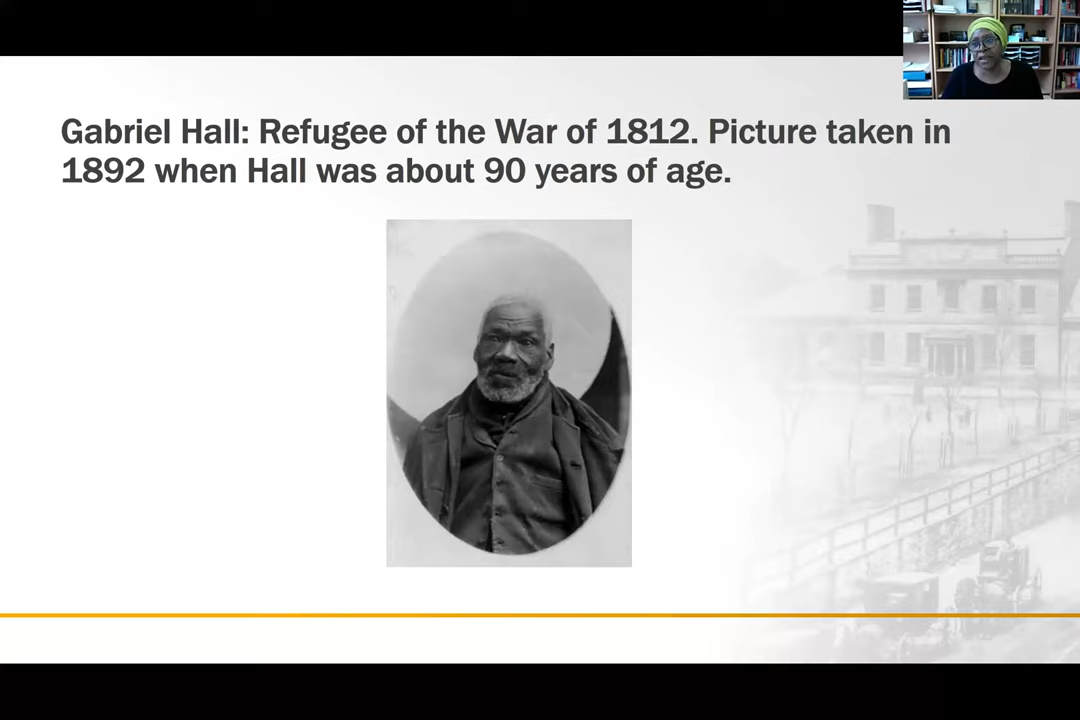 Gabriel Hall: Refugee of the War of 1812. Picture taken in
1892 when Hall was about 90 years of age.